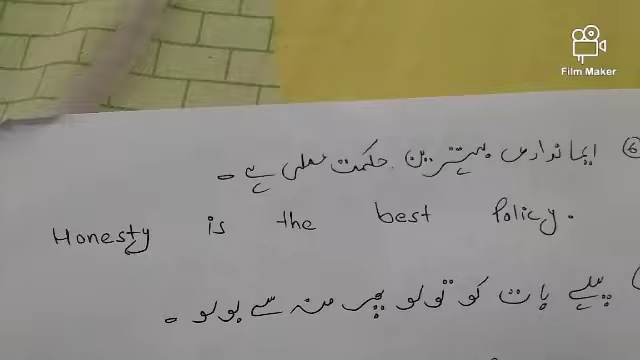 Film Maker
⑥ ایمانداری بہترین حکمت عملی ہے۔
Honesty is the best Policy.
پہلے بات کو تولو پھر منہ سے بولو۔